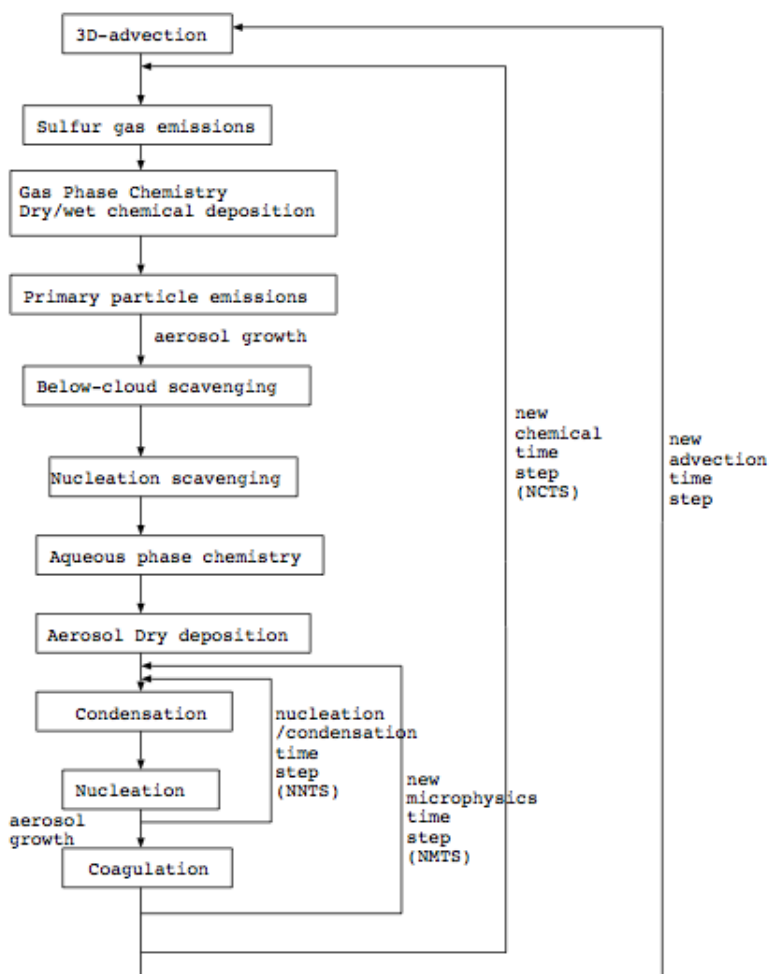 3D-advection
Sulfur gas emissions
Gas Phase Chemistry
Dry/wet chemical deposition
Primary particle emissions
aerosol growth
Below-cloud scavenging
new
chemical
time
step
(NCTS)
new
advection
time
step
Nucleation scavenging
Aqueous phase chemistry
Aerosol Dry deposition
Condensation
nucleation
/condensation
time
step
(NNTS)
Nucleation
new
microphysics
time
step
(NMTS)
aerosol
growth
Coagulation